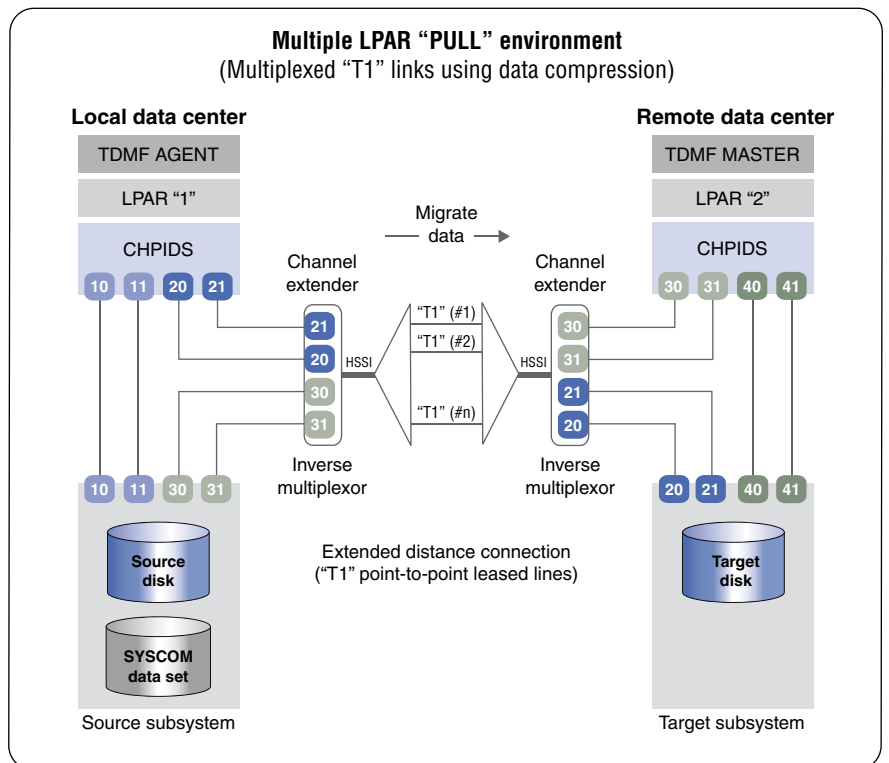 Multiple LPAR “PULL” environment
(Multiplexed “T1” links using data compression)
Local data center
TDMF AGENT
LPAR “1”
CHPIDS
10 11 20 21
Remote data center
TDMF MASTER
LPAR “2”
CHPIDS
30 31 40 41
Migrate
data
Channel
extender
21
20
30
31
HSSI
Inverse
multiplexor
“T1” (#1)
“T1” (#2)
“T1” (#n)
Channel
extender
HSSI
30
31
21
20
Inverse
multiplexor
10 11 30 31
Source
disk
SYSCOM
data set
Source subsystem
Extended distance connection
(“T1” point-to-point leased lines)
20 21 40 41
Target
disk
Target subsystem